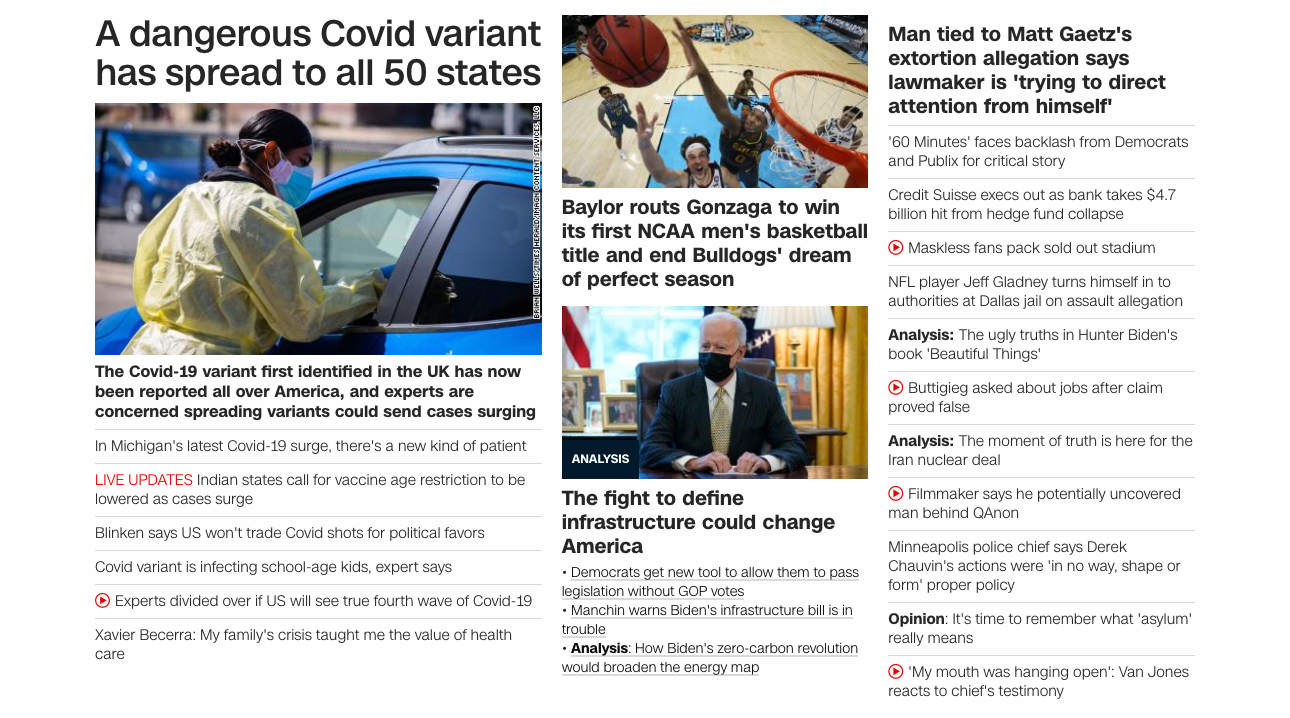 A dangerous Covid variant
has spread to all 50 states
BRIAN WELLS/TIMES HERALD/IMAGN CONTENT SERVICES, LLC
The Covid-19 variant first identified in the UK has now
been reported all over America, and experts are
concerned spreading variants could send cases surging
In Michigan's latest Covid-19 surge, there's a new kind of patient
LIVE UPDATES Indian states call for vaccine age restriction to be
lowered as cases surge
Blinken says US won't trade Covid shots for political favors
Covid variant is infecting school-age kids, expert says
Experts divided over if US will see true fourth wave of Covid-19
Xavier Becerra: My family's crisis taught me the value of health
care
Baylor routs Gonzaga to win
its first NCAA men's basketball
title and end Bulldogs' dream
of perfect season
ANALYSIS
The fight to define
infrastructure could change
America
• Democrats get new tool to allow them to pass
legislation without GOP votes
• Manchin warns Biden's infrastructure bill is in
trouble
• Analysis: How Biden's zero-carbon revolution
would broaden the energy map
Man tied to Matt Gaetz's
extortion allegation says
lawmaker is 'trying to direct
attention from himself'
'60 Minutes' faces backlash from Democrats
and Publix for critical story
Credit Suisse execs out as bank takes $4.7
billion hit from hedge fund collapse
Maskless fans pack sold out stadium
NFL player Jeff Gladney turns himself in to
authorities at Dallas jail on assault allegation
Analysis: The ugly truths in Hunter Biden's
book 'Beautiful Things'
Buttigieg asked about jobs after claim
proved false
Analysis: The moment of truth is here for the
Iran nuclear deal
Filmmaker says he potentially uncovered
man behind QAnon
Minneapolis police chief says Derek
Chauvin's actions were 'in no way, shape or
form' proper policy
Opinion: It's time to remember what 'asylum'
really means
'My mouth was hanging open': Van Jones
reacts to chief's testimony